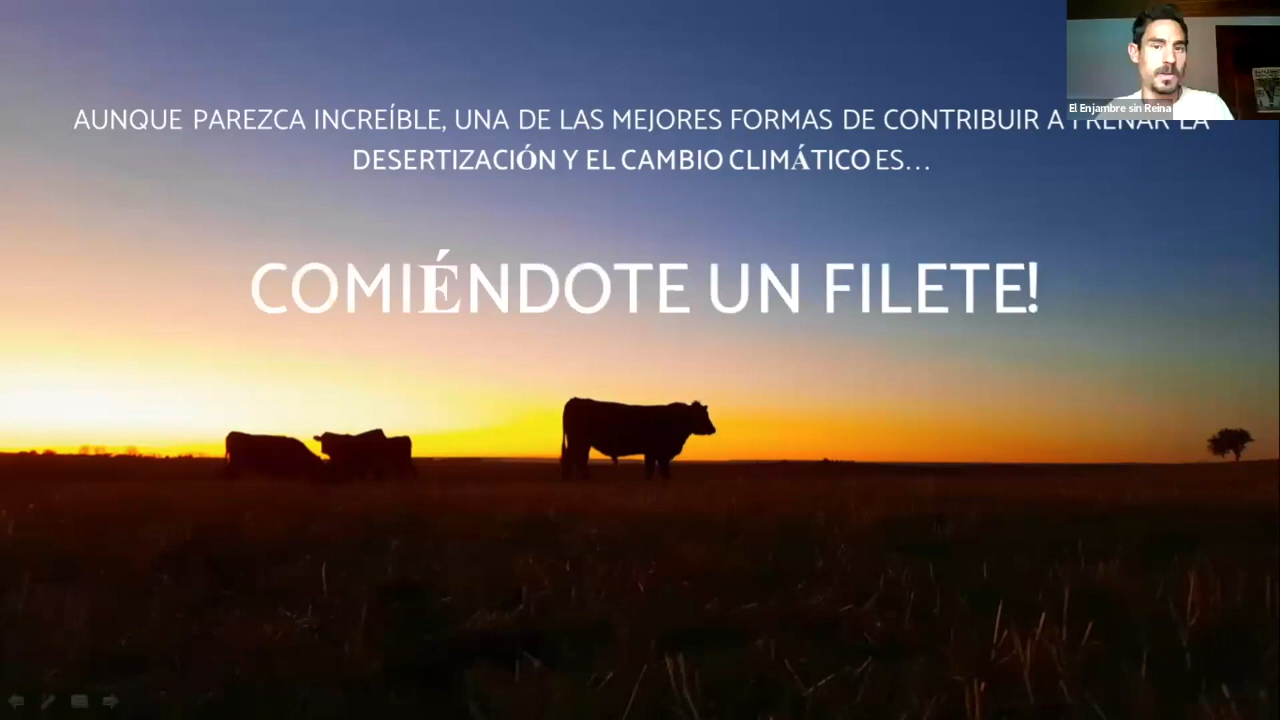 AUNQUE PAREZCA INCREÍBLE, UNA DE LAS MEJORES FORMAS DE CONTRIBUIR A FRENAR LA
DESERTIZACIÓN Y EL CAMBIO CLIMÁTICO ES...
COMIÉNDOTE UN FILETE!
El Enjambre sin Reina